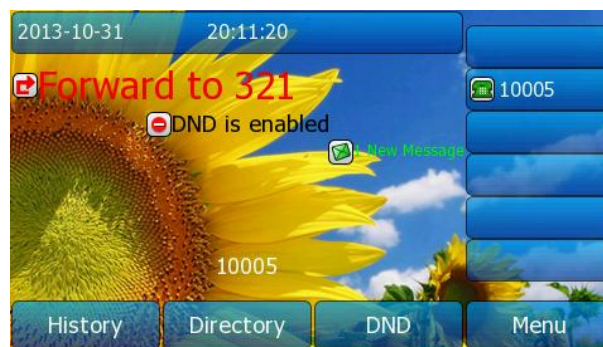 2013-10-31 20:11:20
Forward to 321
10005
DND is enabled
1 New Message
10005
History Directory DND Menu